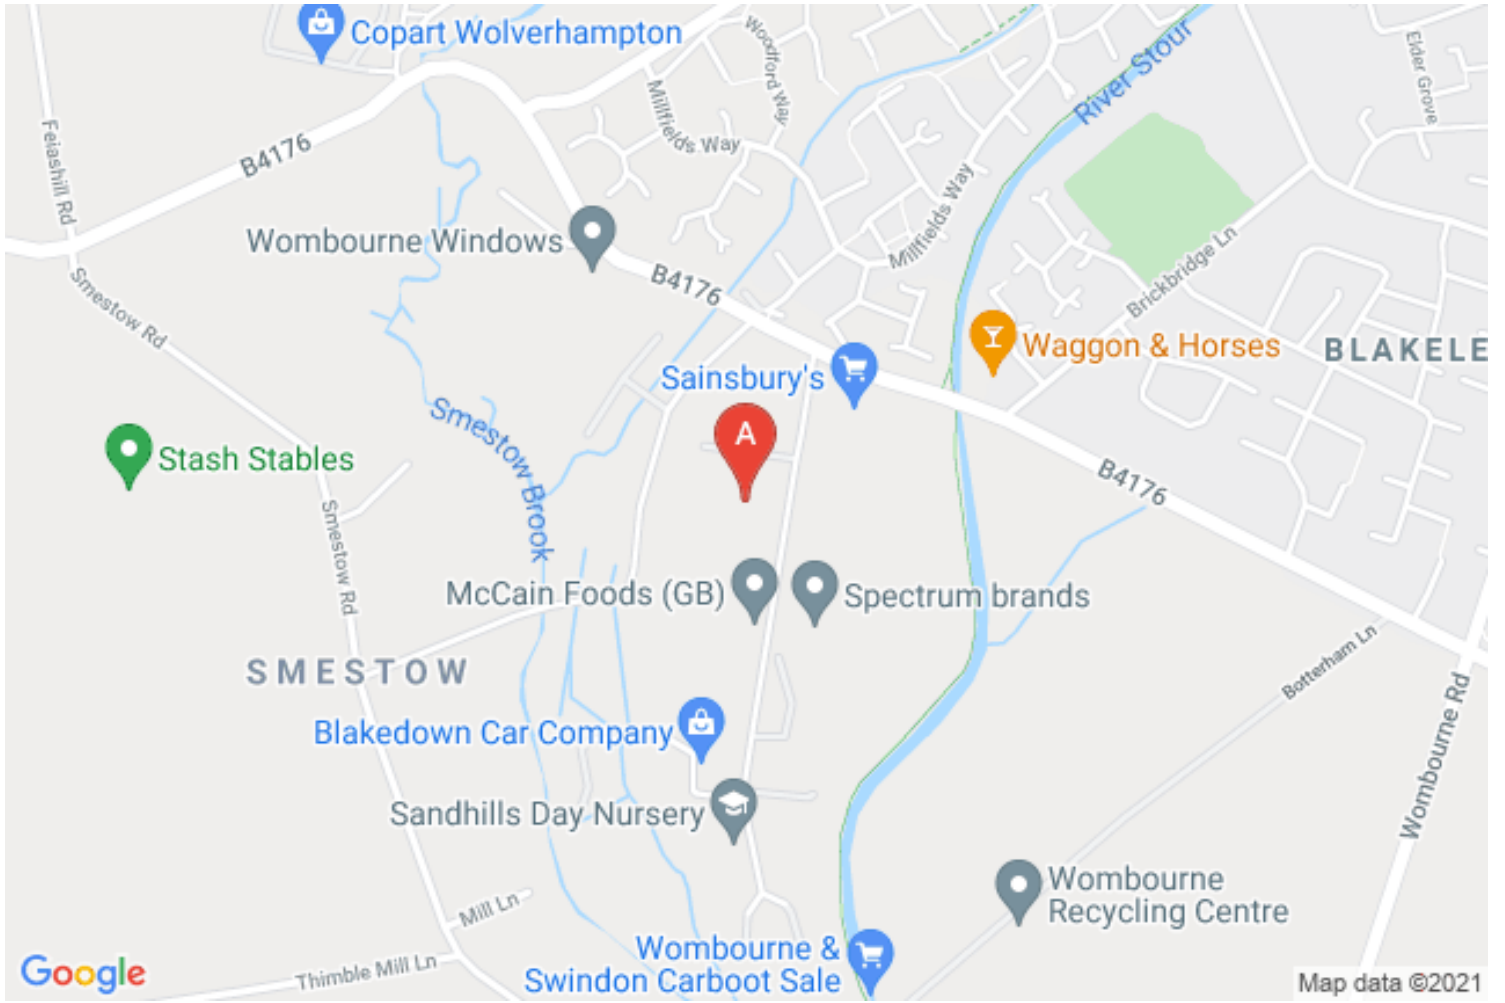 Copart Wolverhampton
Woodford Way
Elder Grove
River Stour
Millfields Way
Feiashill Rd
B4176
Millfields Way
Wombourne Windows
B4176
Brickbridge Ln
Smestow Rd
Waggon & Horses
BLAKELE
Sainsbury's
Smestow Brook
A
Stash Stables
B4176
Smestow Rd
McCain Foods (GB)
Spectrum brands
SMESTOW
Botterham Ln
Wombourne Rd
Blakedown Car Company
Sandhills Day Nursery
Wombourne
Recycling Centre
Mill Ln
Wombourne &
Swindon Carboot Sale
Thimble Mill Ln
Google
Map data ©2021